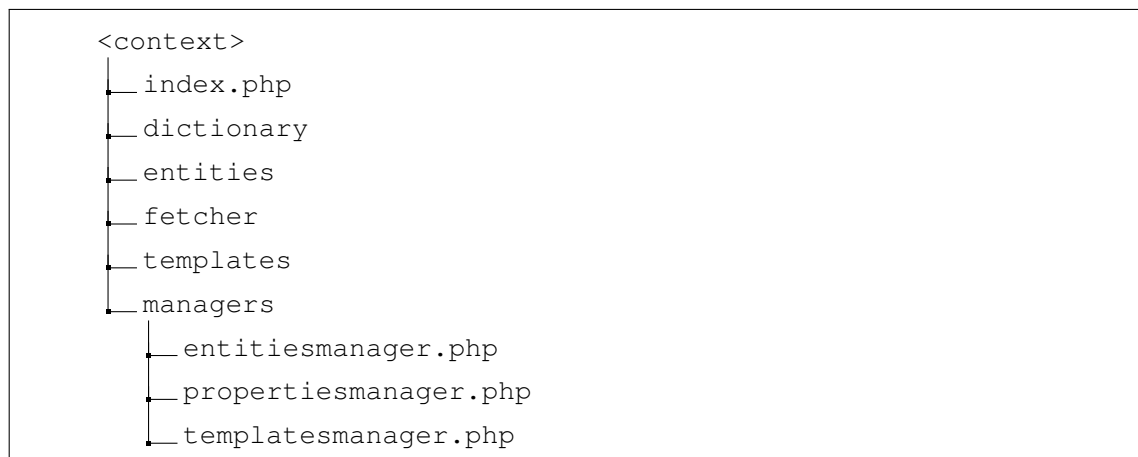 <context>
index.php
dictionary
entities
fetcher
templates
managers
entitiesmanager.php
propertiesmanager.php
templatesmanager.php